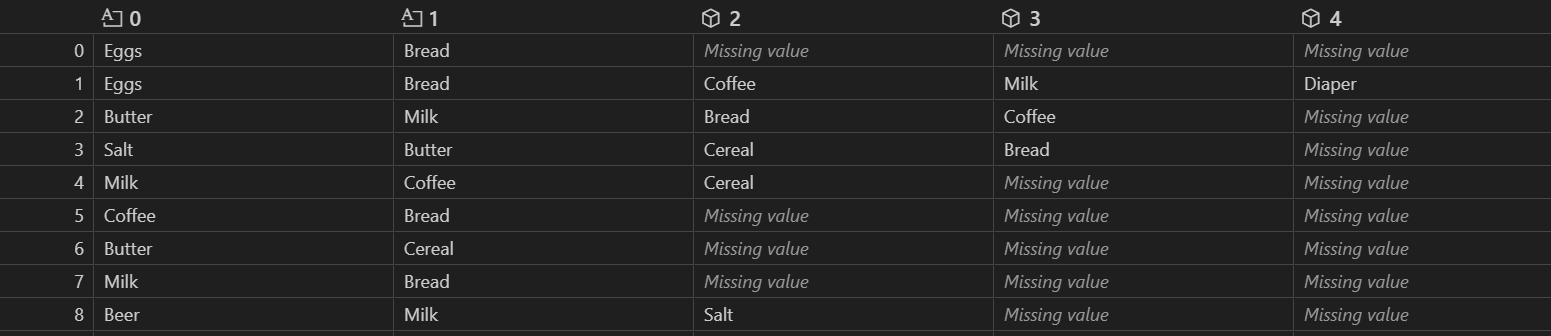 0 1 2 3 4
0 Eggs Bread Missing value Missing value Missing value
1 Eggs Bread Coffee Milk Diaper
2 Butter Milk Bread Coffee Missing value
3 Salt Butter Cereal Bread Missing value
4 Milk Coffee Cereal Missing value Missing value
5 Coffee Bread Missing value Missing value Missing value
6 Butter Cereal Missing value Missing value Missing value
7 Milk Bread Missing value Missing value Missing value
8 Beer Milk Salt Missing value Missing value